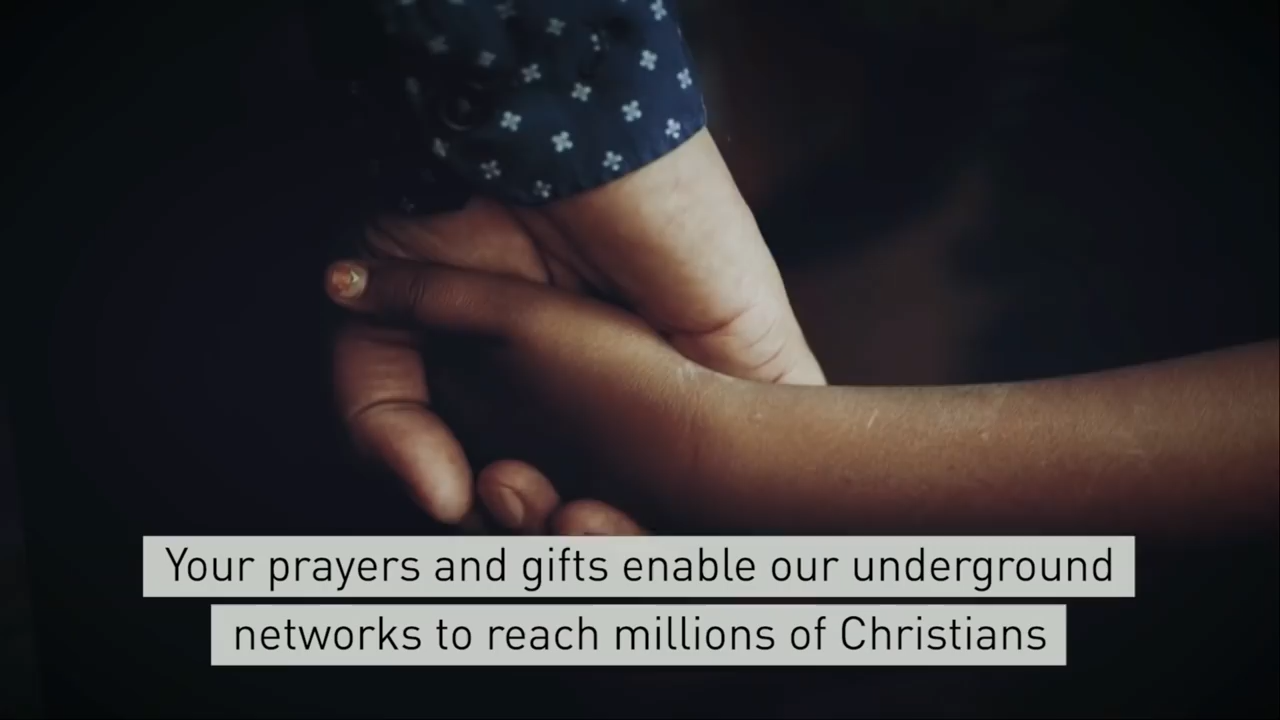 Your prayers and gifts enable our underground
networks to reach millions of Christians